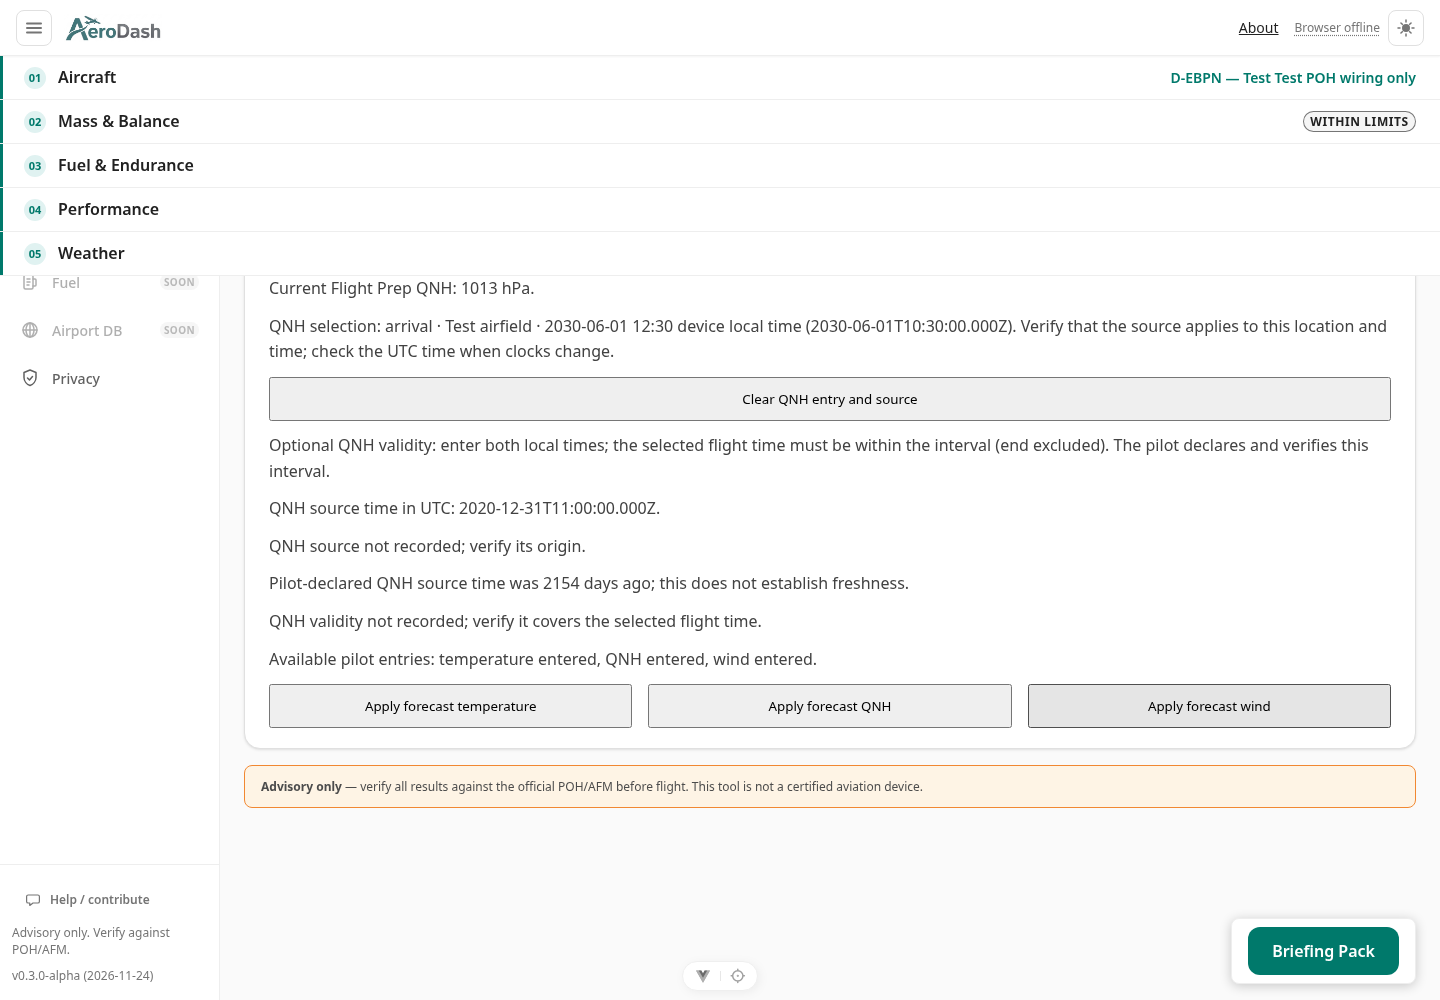 AeroDash
About
Browser offline
01 Aircraft
D-EBPN — Test Test POH wiring only
02 Mass & Balance
WITHIN LIMITS
03 Fuel & Endurance
04 Performance
05 Weather
Fuel
SOON
Airport DB
SOON
Privacy
Current Flight Prep QNH: 1013 hPa.
QNH selection: arrival · Test airfield · 2030-06-01 12:30 device local time (2030-06-01T10:30:00.000Z). Verify that the source applies to this location and
time; check the UTC time when clocks change.
Clear QNH entry and source
Optional QNH validity: enter both local times; the selected flight time must be within the interval (end excluded). The pilot declares and verifies this
interval.
QNH source time in UTC: 2020-12-31T11:00:00.000Z.
QNH source not recorded; verify its origin.
Pilot-declared QNH source time was 2154 days ago; this does not establish freshness.
QNH validity not recorded; verify it covers the selected flight time.
Available pilot entries: temperature entered, QNH entered, wind entered.
Apply forecast temperature
Apply forecast QNH
Apply forecast wind
Advisory only — verify all results against the official POH/AFM before flight. This tool is not a certified aviation device.
Help / contribute
Advisory only. Verify against
POH/AFM.
v0.3.0-alpha (2026-11-24)
Briefing Pack